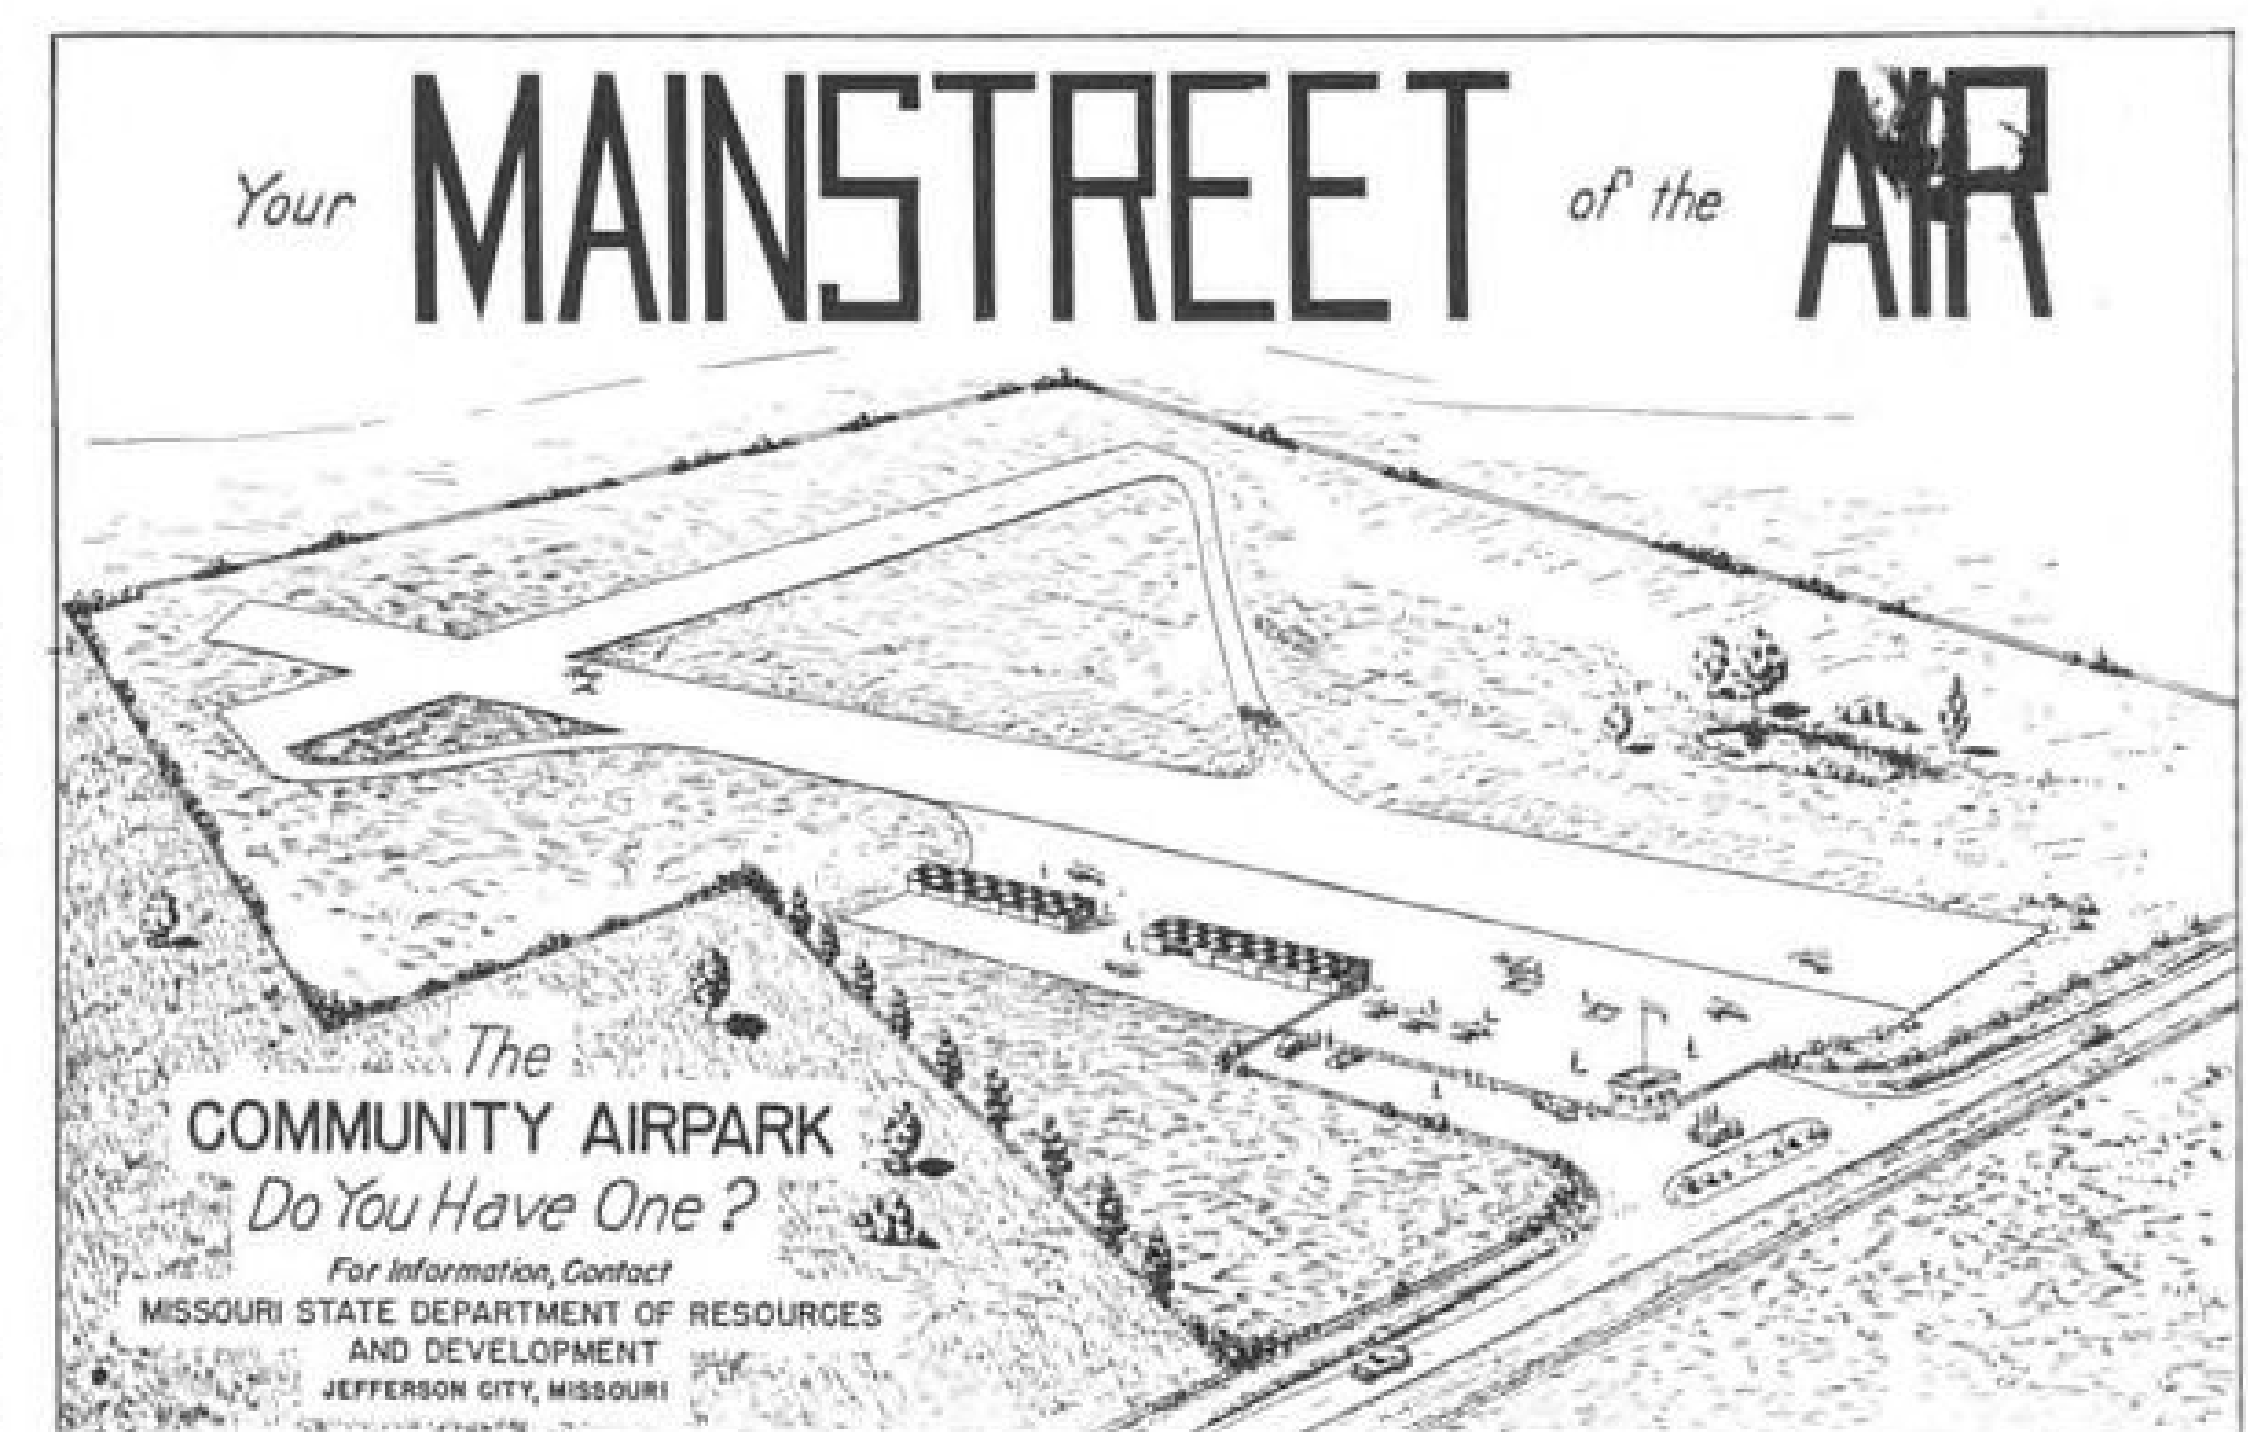 Your MAINSTREET of the AIR
The
COMMUNITY AIRPARK
Do You Have One?
For Information, Contact
MISSOURI STATE DEPARTMENT OF RESOURCES
AND DEVELOPMENT
JEFFERSON CITY, MISSOURI